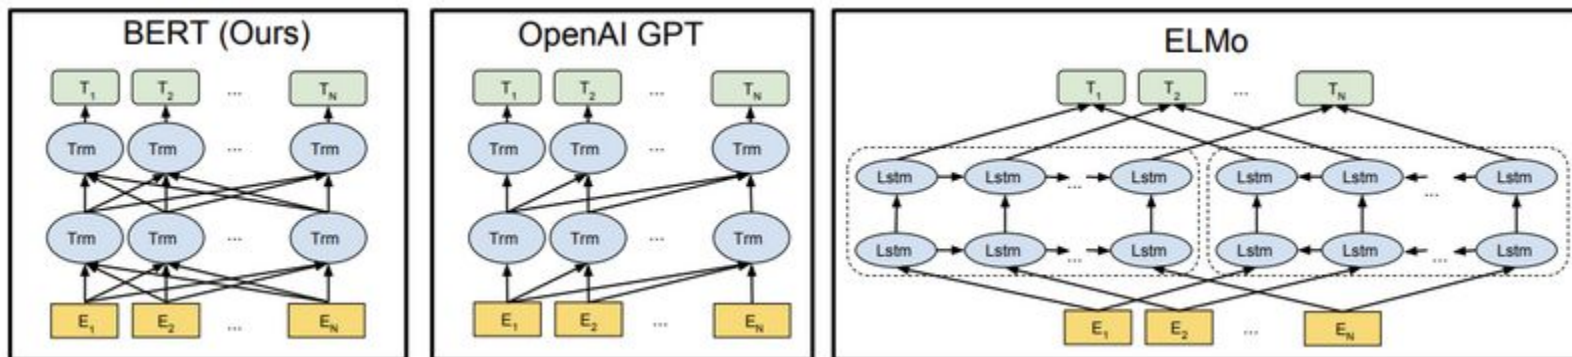 BERT (Ours)
T1 T2 ... TN
Trm Trm ... Trm
Trm Trm ... Trm
E1 E2 ... EN
OpenAI GPT
T1 T2 ... TN
Trm Trm ... Trm
Trm Trm ... Trm
E1 E2 ... EN
ELMo
T1 T2 ... TN
Lstm Lstm ... Lstm Lstm Lstm ... Lstm
Lstm Lstm ... Lstm Lstm Lstm ... Lstm
E1 E2 ... EN